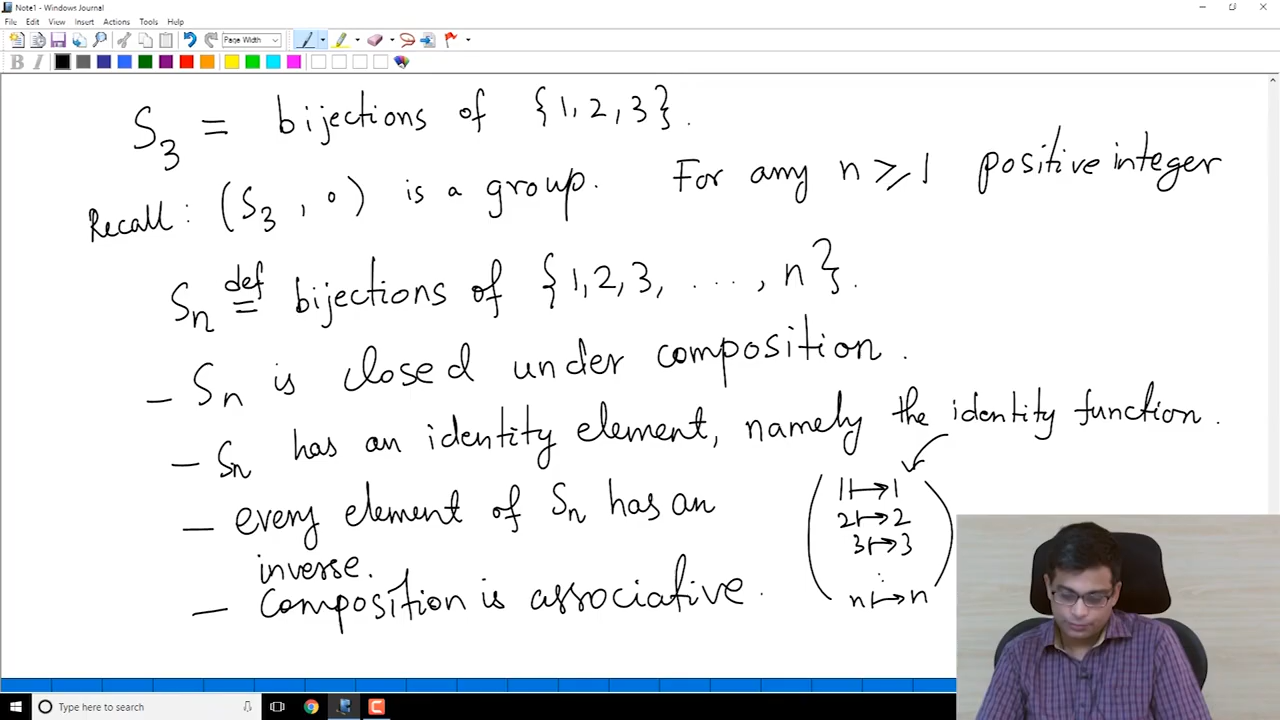 Note1 - Windows Journal
File Edit View Insert Actions Tools Help
Page Width
B I
S₃ = bijections of {1, 2, 3}.
Recall: (S₃, ∘) is a group. For any n ⩾ 1 positive integer
Sₙ def= bijections of {1, 2, 3, ..., n}.
– Sₙ is closed under composition.
– Sₙ has an identity element, namely the identity function.
1 ↦ 1
2 ↦ 2
3 ↦ 3
⋮
n ↦ n
– every element of Sₙ has an
inverse.
– Composition is associative.
Type here to search